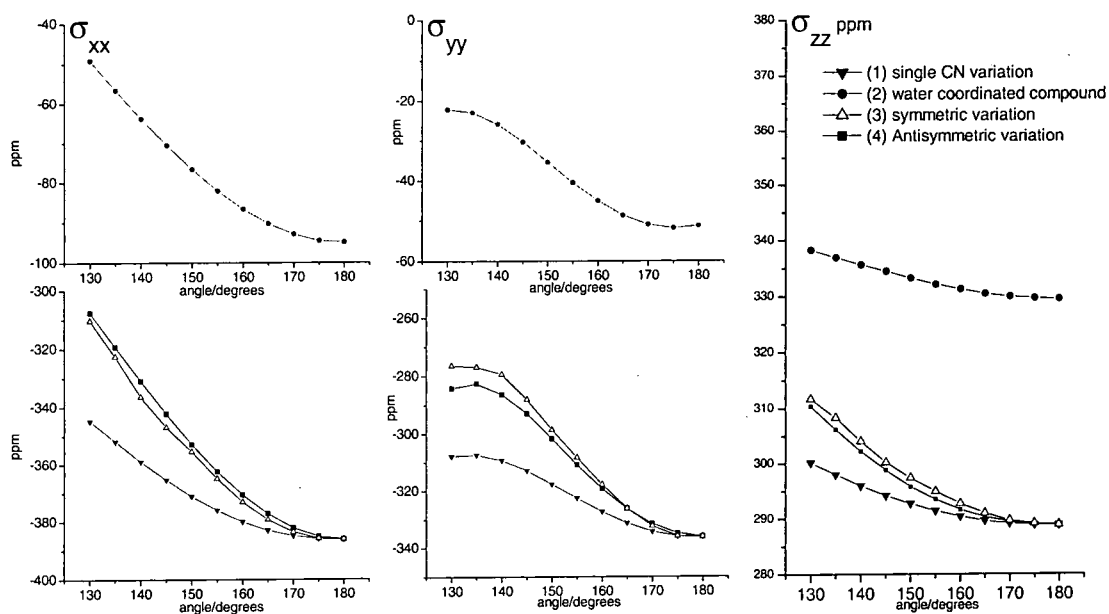 σxx
ppm
-40
-60
-80
-100
130 140 150 160 170 180
angle/degrees
σyy
ppm
0
-20
-40
-60
130 140 150 160 170 180
angle/degrees
-300
-320
-340
-360
-380
-400
ppm
130 140 150 160 170 180
angle/degrees
-260
-280
-300
-320
-340
ppm
130 140 150 160 170 180
angle/degrees
σzz ppm
380
370
360
350
340
330
320
310
300
290
280
(1) single CN variation
(2) water coordinated compound
(3) symmetric variation
(4) Antisymmetric variation
130 140 150 160 170 180
angle/degrees